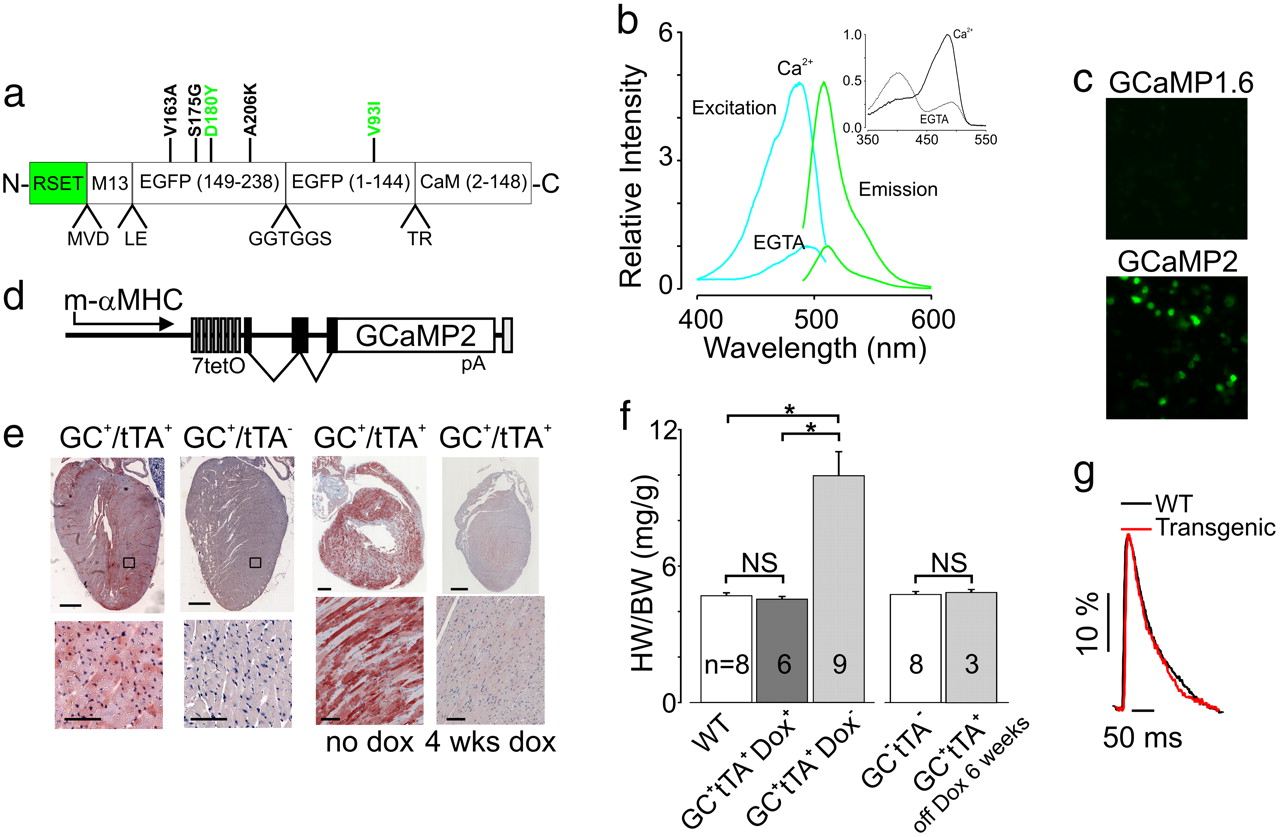 a
V163A
S175G
D180Y
A206K
V93I
N-
RSET
M13
EGFP (149-238)
EGFP (1-144)
CaM (2-148)
-C
MVD
LE
GGTGGS
TR
b
6
3
0
Relative Intensity
Ca²⁺
Excitation
Emission
EGTA
400
500
600
Wavelength (nm)
1.0
0.5
0.0
Ca²⁺
EGTA
350
450
550
c
GCaMP1.6
GCaMP2
d
m-αMHC
7tetO
GCaMP2
pA
e
GC⁺/tTA⁺
GC⁺/tTA⁻
GC⁺/tTA⁺
GC⁺/tTA⁺
no dox
4 wks dox
f
12
6
0
HW/BW (mg/g)
*
*
NS
NS
n=8
6
9
8
3
WT
GC⁺tTA⁺Dox⁺
GC⁺tTA⁺Dox⁻
GC⁻tTA⁻
GC⁺tTA⁺
off Dox 6 weeks
g
WT
Transgenic
10 %
50 ms